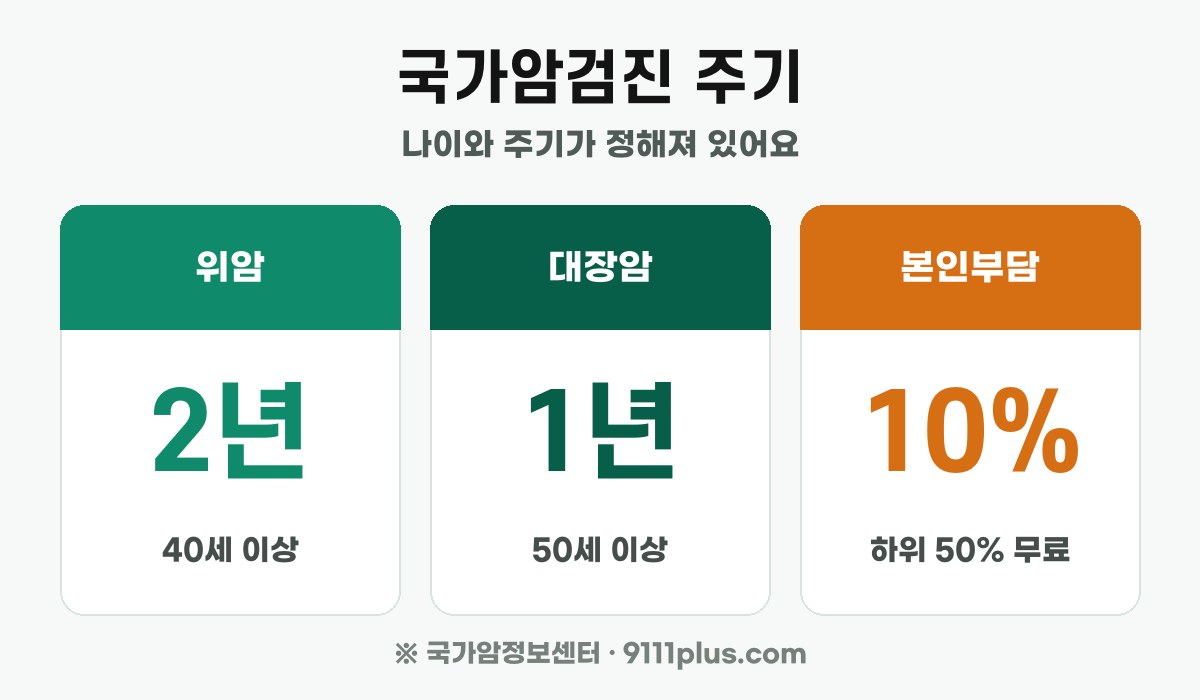 국가암검진 주기
나이와 주기가 정해져 있어요
위암
2년
40세 이상
대장암
1년
50세 이상
본인부담
10%
하위 50% 무료
※ 국가암정보센터 · 9111plus.com